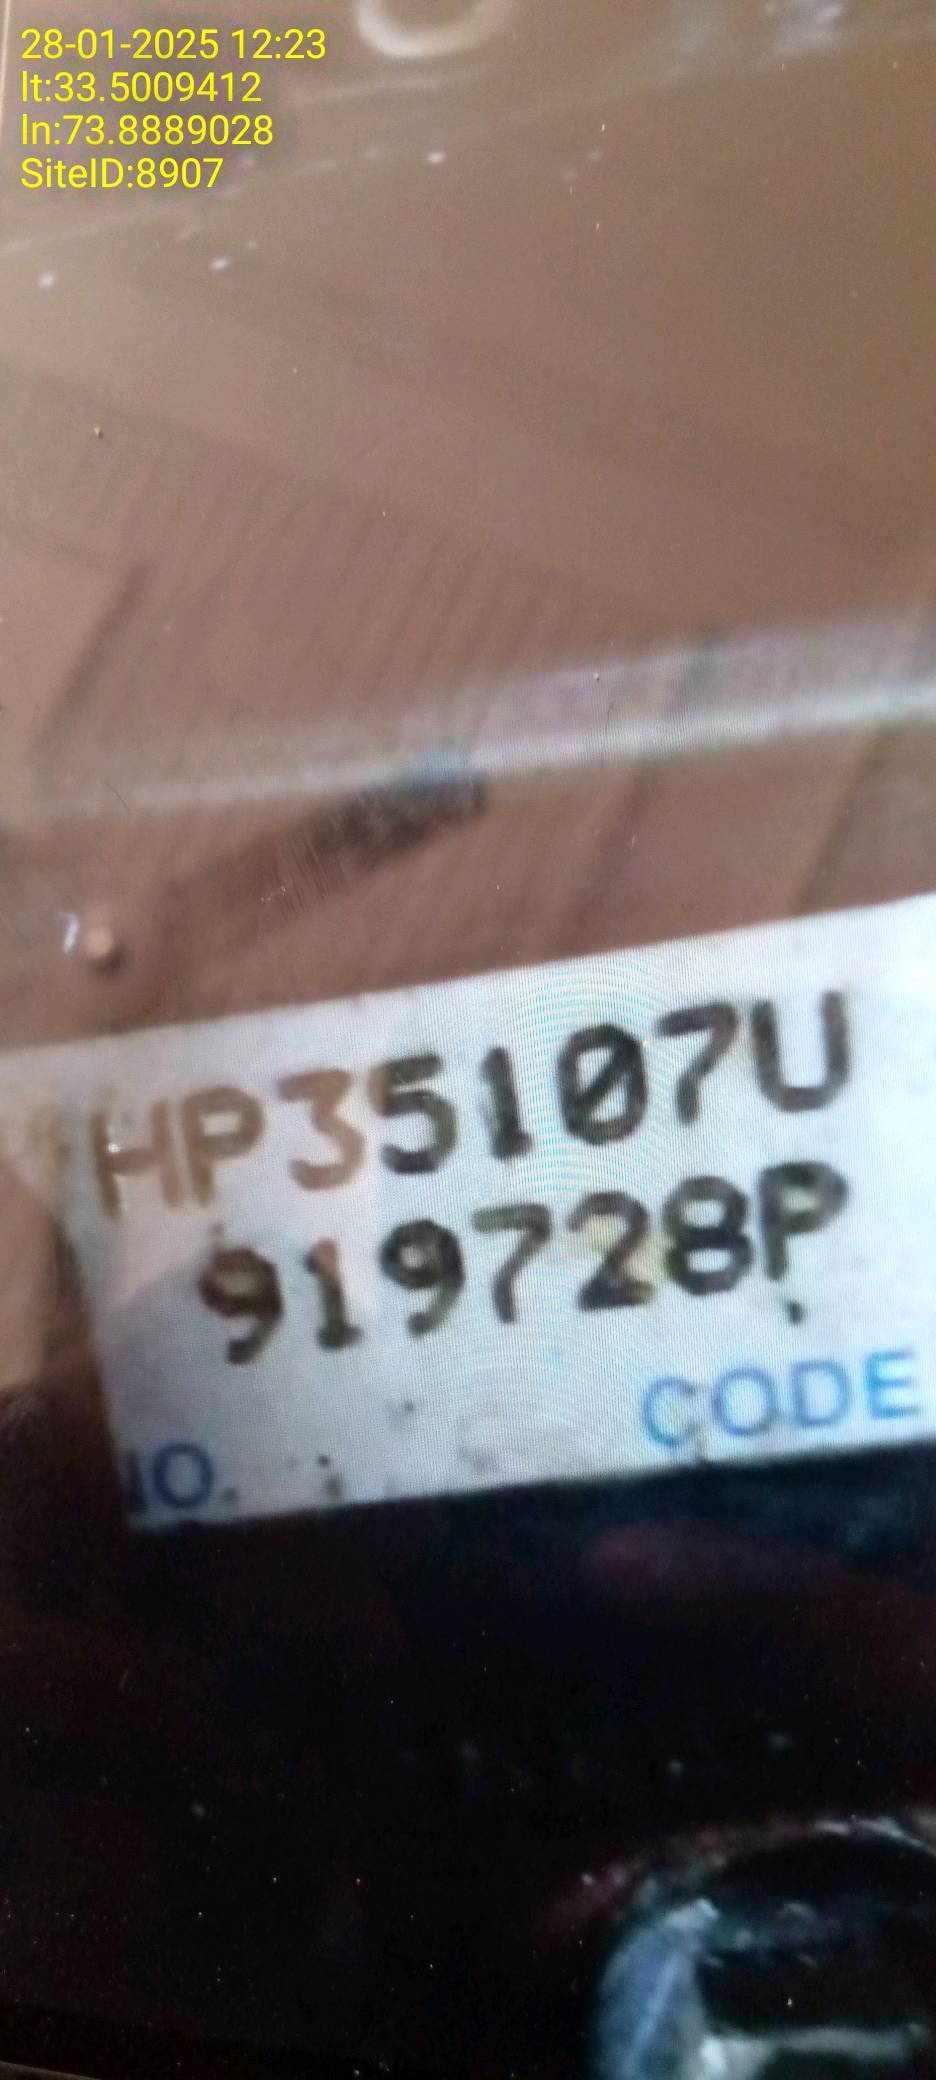 28-01-2025 12:23
lt:33.5009412
ln:73.8889028
SiteID:8907
HP35107U
919728P
CODE